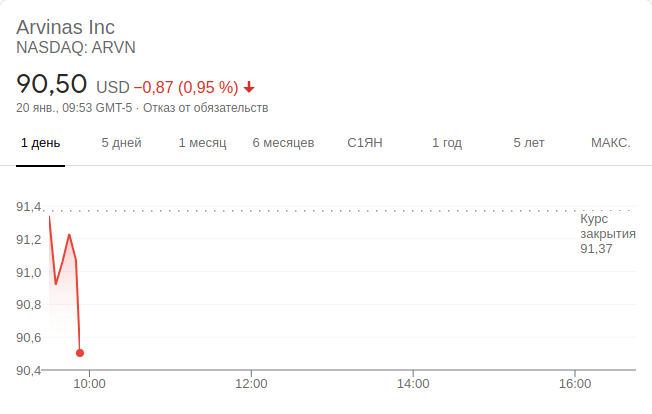 Arvinas Inc
NASDAQ: ARVN
90,50 USD −0,87 (0,95 %)
20 янв., 09:53 GMT-5 · Отказ от обязательств
1 день 5 дней 1 месяц 6 месяцев С1ЯН 1 год 5 лет МАКС.
91,4
Курс
закрытия
91,37
91,2
91,0
90,8
90,6
90,4
10:00 12:00 14:00 16:00